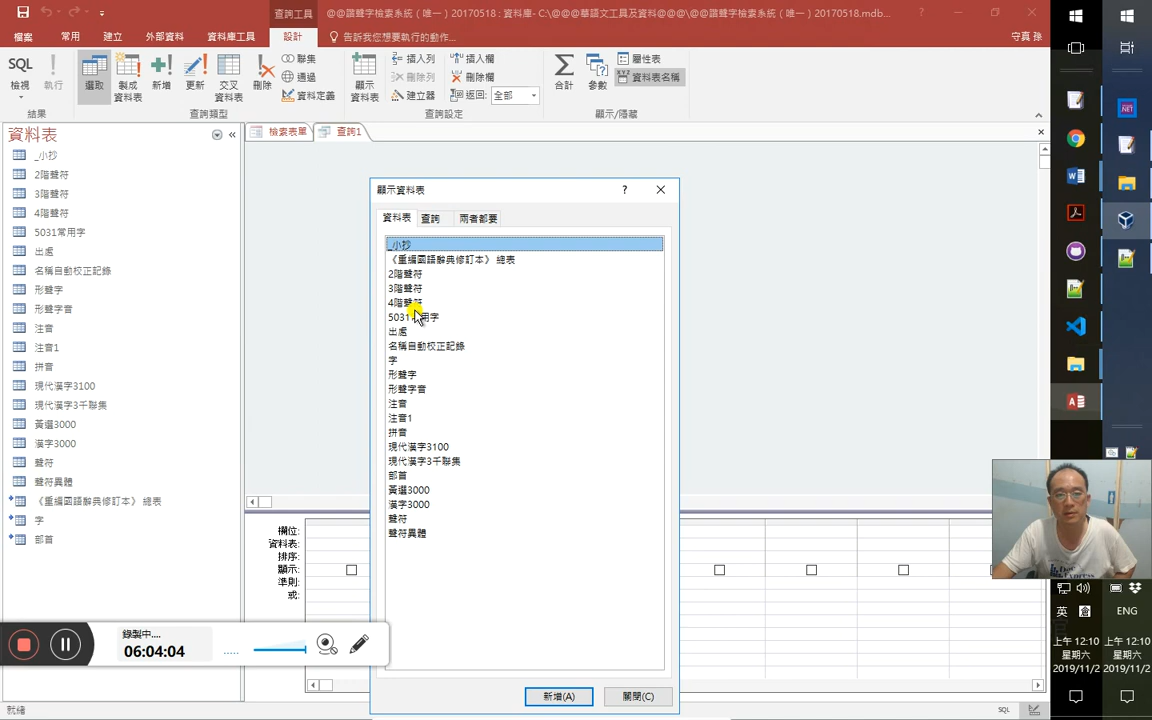 查詢工具
@@諧聲字檢索系統（唯一）20170518 : 資料庫- C:\@@@華語文工具及資料@@@\@@諧聲字檢索系統（唯一）20170518.mdb...
檔案
常用
建立
外部資料
資料庫工具
設計
告訴我您想要執行的動作...
守真 孫
SQL
檢視
執行
選取
製成
資料表
新增
更新
交叉
資料表
刪除
聯集
通過
資料定義
顯示
資料表
插入列
刪除列
建立器
插入欄
刪除欄
返回:
全部
合計
參數
屬性表
資料表名稱
結果
查詢類型
查詢設定
顯示/隱藏
資料表
_小抄
2階聲符
3階聲符
4階聲符
5031常用字
出處
名稱自動校正記錄
形聲字
形聲字音
注音
注音1
拼音
現代漢字3100
現代漢字3千聯集
黃選3000
漢字3000
聲符
聲符異體
《重編國語辭典修訂本》 總表
字
部首
檢索表單
查詢1
顯示資料表
?
資料表
查詢
兩者都要
_小抄
《重編國語辭典修訂本》 總表
2階聲符
3階聲符
4階聲符
5031常用字
出處
名稱自動校正記錄
字
形聲字
形聲字音
注音
注音1
拼音
現代漢字3100
現代漢字3千聯集
部首
黃選3000
漢字3000
聲符
聲符異體
新增(A)
關閉(C)
欄位:
資料表:
排序:
顯示:
準則:
或:
錄製中....
06:04:04
就緒
SQL
英
倉
ENG
上午 12:10
星期六
2019/11/2
上午 12:10
星期六
2019/11/2